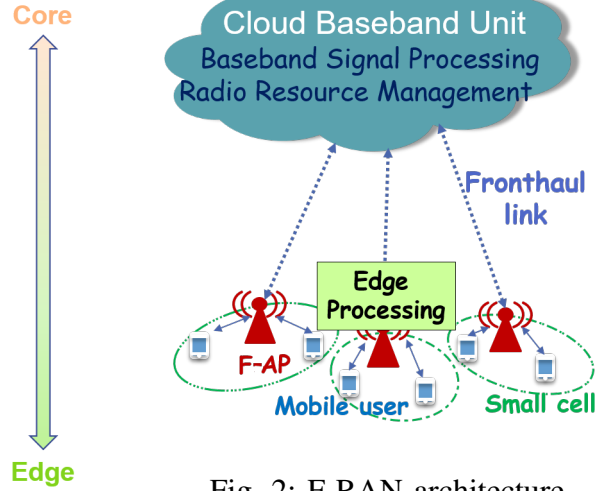 Core
Cloud Baseband Unit
Baseband Signal Processing
Radio Resource Management
Fronthaul
link
Edge
Processing
F-AP
Mobile user
Small cell
Edge
Fig. 2: F-RAN architecture